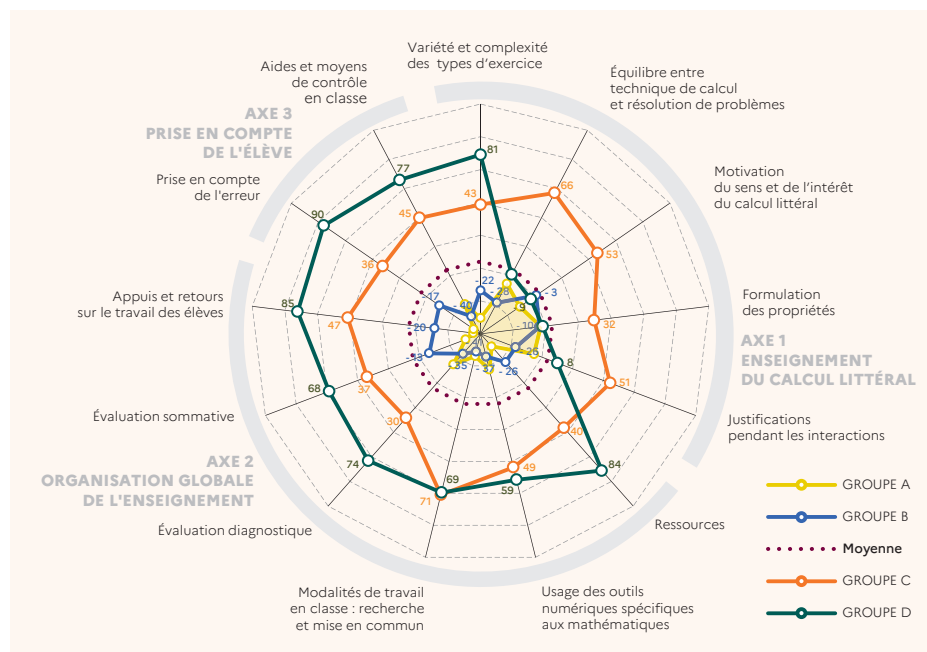 Variété et complexité
des types d'exercice
Équilibre entre
technique de calcul
et résolution de problèmes
Motivation
du sens et de l'intérêt
du calcul littéral
Formulation
des propriétés
AXE 1
ENSEIGNEMENT
DU CALCUL LITTÉRAL
Justifications
pendant les interactions
Ressources
Usage des outils
numériques spécifiques
aux mathématiques
Modalités de travail
en classe : recherche
et mise en commun
Évaluation diagnostique
AXE 2
ORGANISATION GLOBALE
DE L'ENSEIGNEMENT
Évaluation sommative
Appuis et retours
sur le travail des élèves
Prise en compte
de l'erreur
AXE 3
PRISE EN COMPTE
DE L'ÉLÈVE
Aides et moyens
de contrôle
en classe
81
77
90
85
68
74
69
59
84
8
9
43
66
53
32
51
40
49
71
30
37
47
36
45
-22
-28
- 3
-10
-26
- 26
- 37
-35
-13
-20
-17
-40
GROUPE A
GROUPE B
Moyenne
GROUPE C
GROUPE D